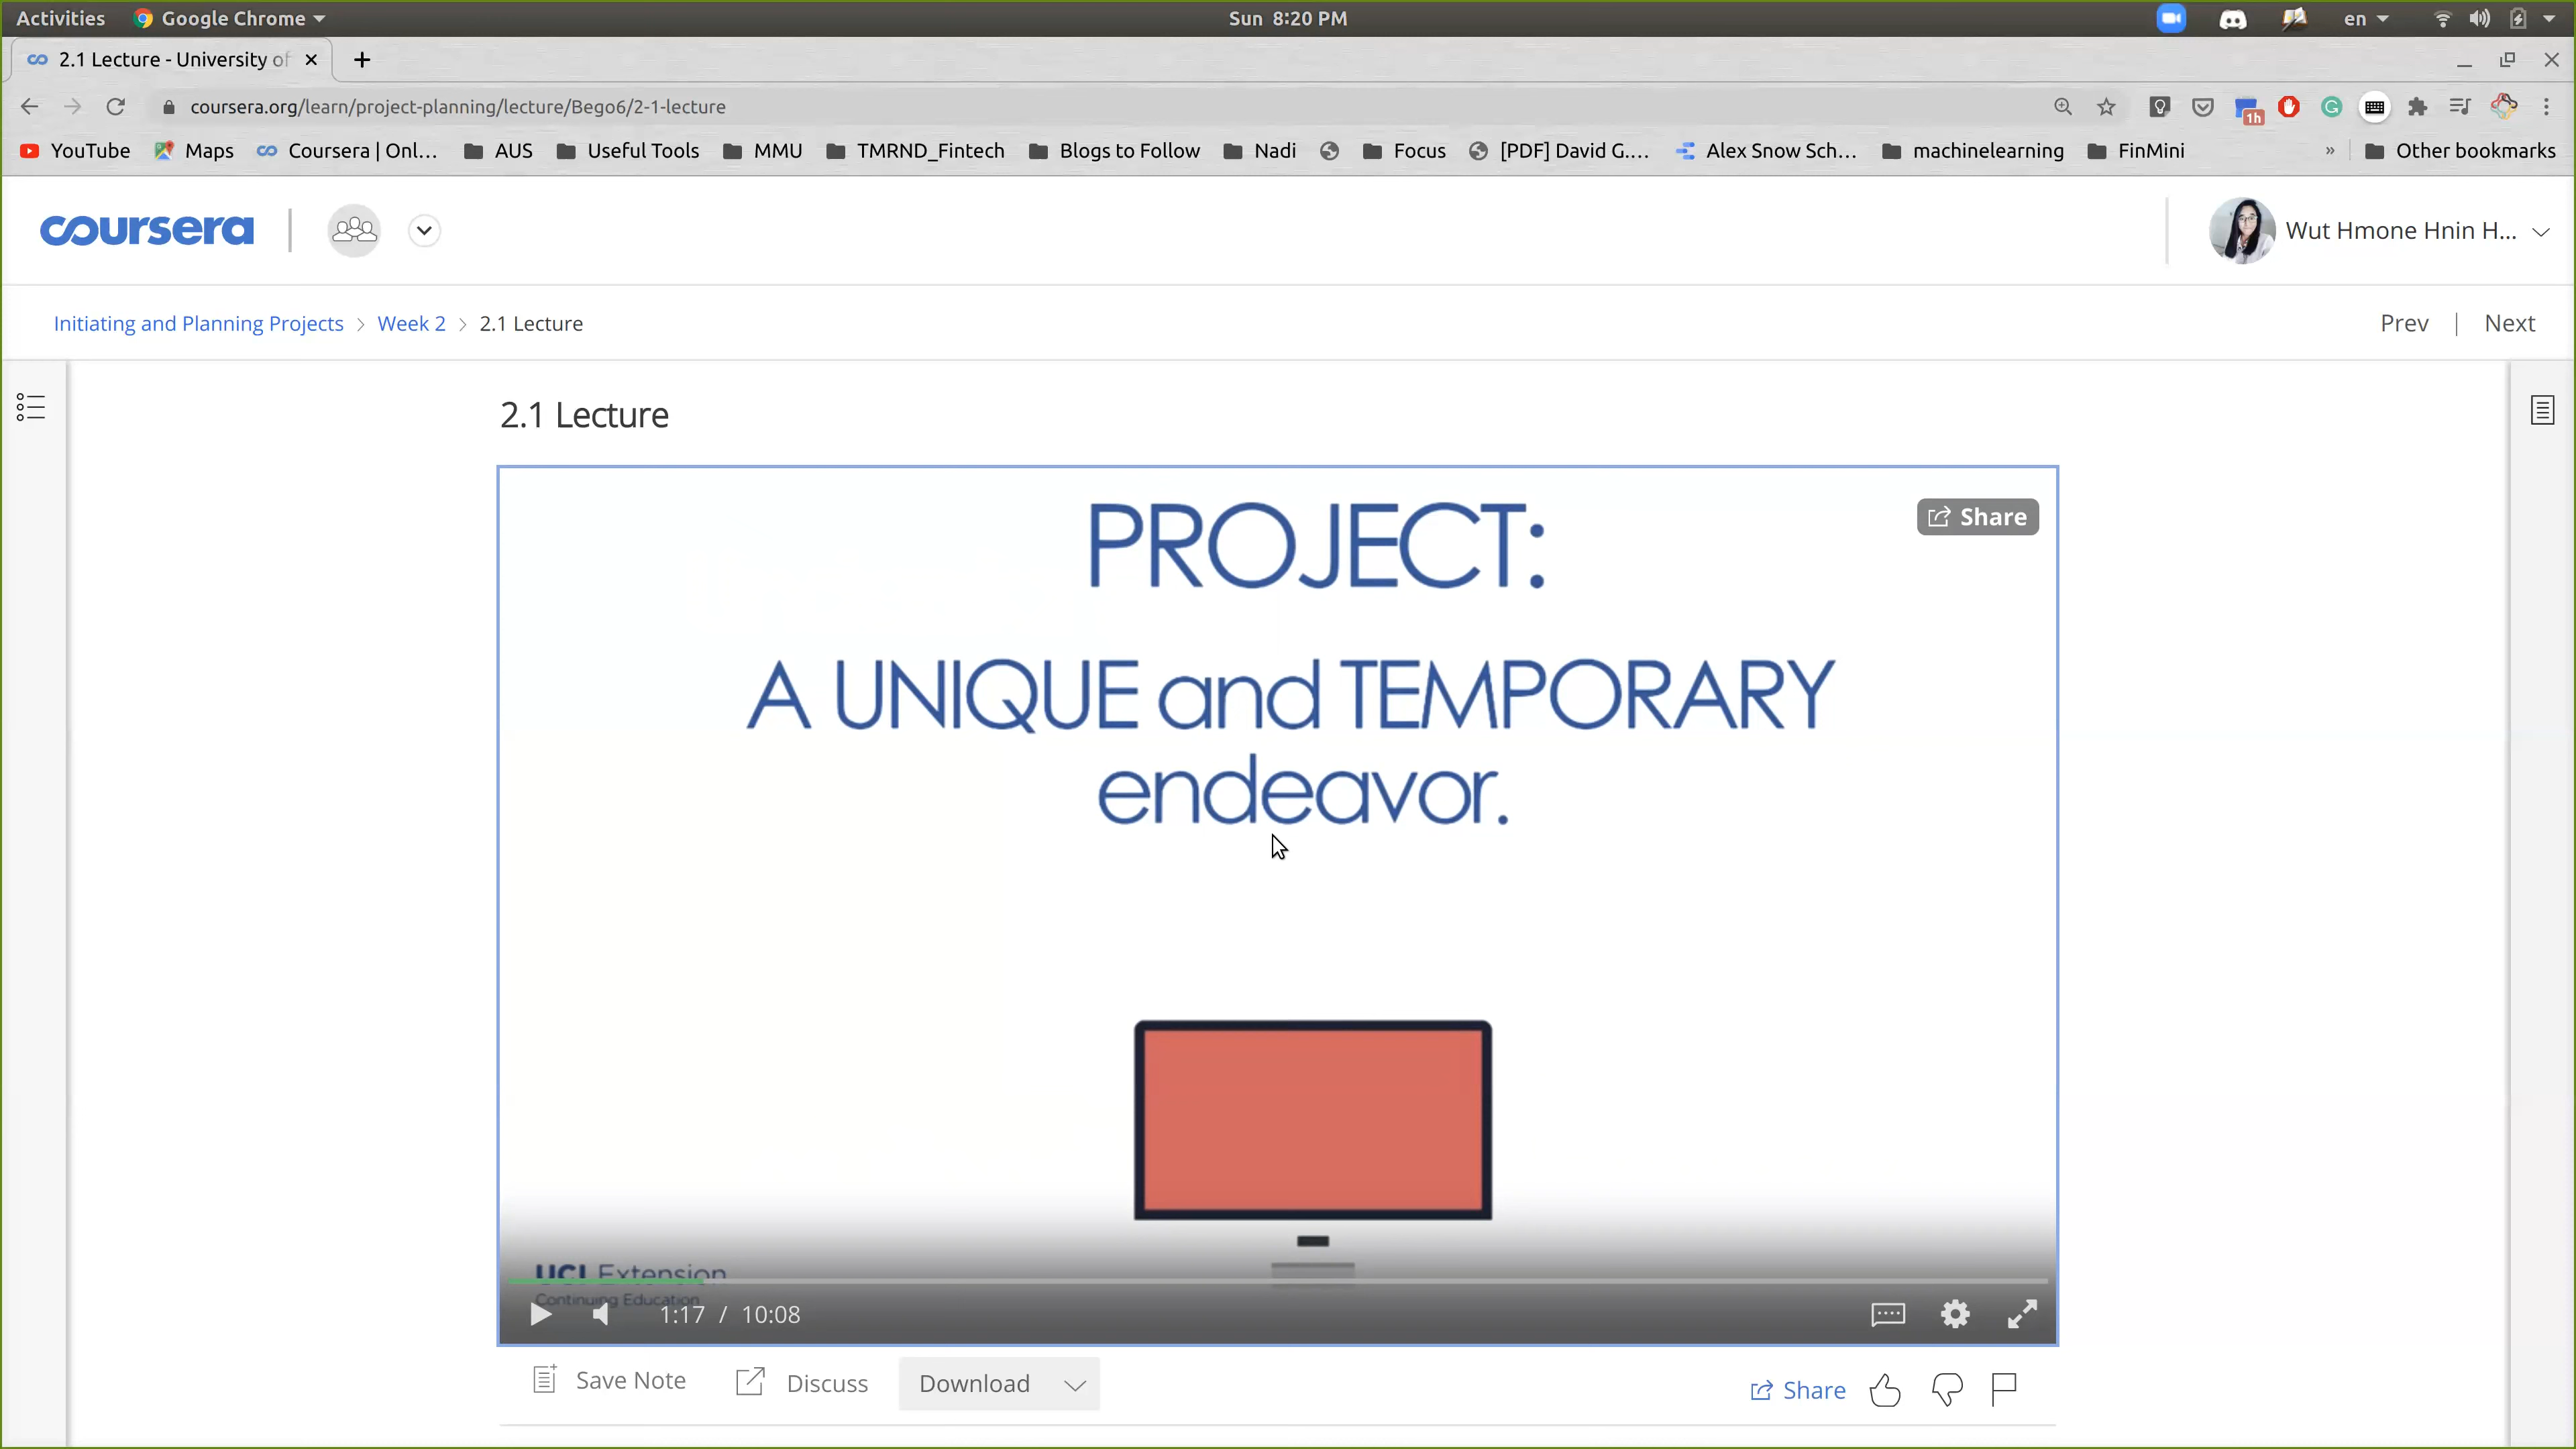 Activities Google Chrome Sun 8:20 PM en
2.1 Lecture - University of
coursera.org/learn/project-planning/lecture/Bego6/2-1-lecture 1h
YouTube Maps Coursera | Onl... AUS Useful Tools MMU TMRND_Fintech Blogs to Follow Nadi Focus [PDF] David G.... Alex Snow Sch... machinelearning FinMini » Other bookmarks
coursera Wut Hmone Hnin H...
Initiating and Planning Projects > Week 2 > 2.1 Lecture Prev | Next
2.1 Lecture
Share
PROJECT:
A UNIQUE and TEMPORARY
endeavor.
UCI Extension
Continuing Education
1:17 / 10:08
Save Note Discuss Download Share